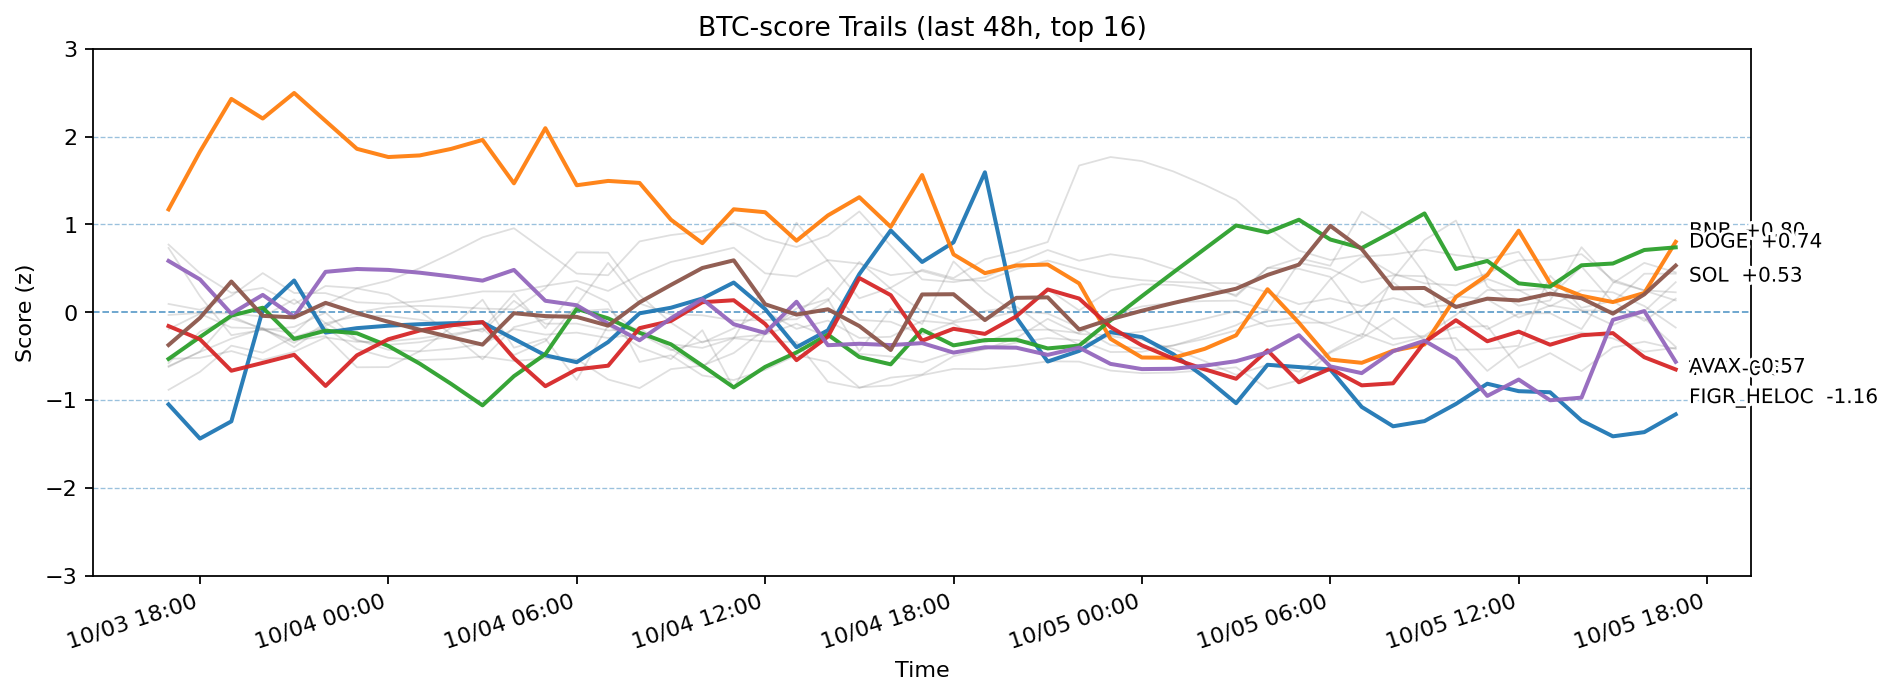 BTC-score Trails (last 48h, top 16)
3
2
1
0
−1
−2
−3
Score (z)
BNB +0.80
DOGE +0.74
SOL +0.53
AVAX -0.57
FIGR_HELOC -1.16
10/03 18:00
10/04 00:00
10/04 06:00
10/04 12:00
10/04 18:00
10/05 00:00
10/05 06:00
10/05 12:00
10/05 18:00
Time